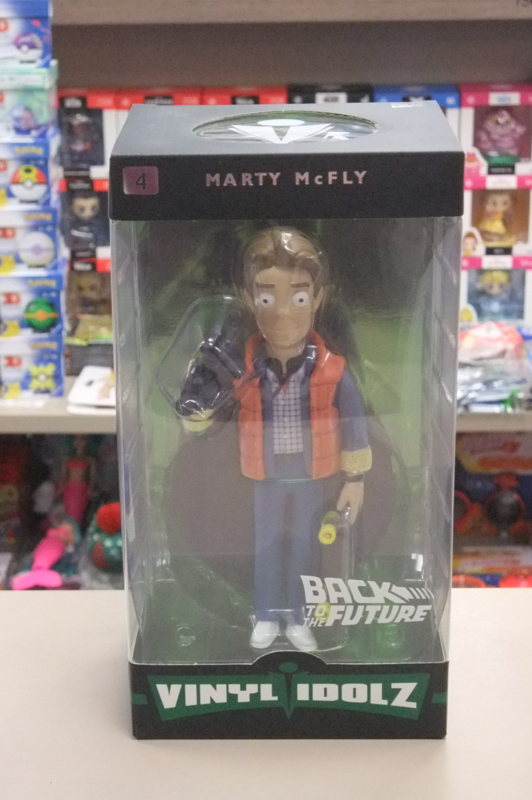 4
MARTY McFLY
BACK
TO THE FUTURE
VINYL IDOLZ